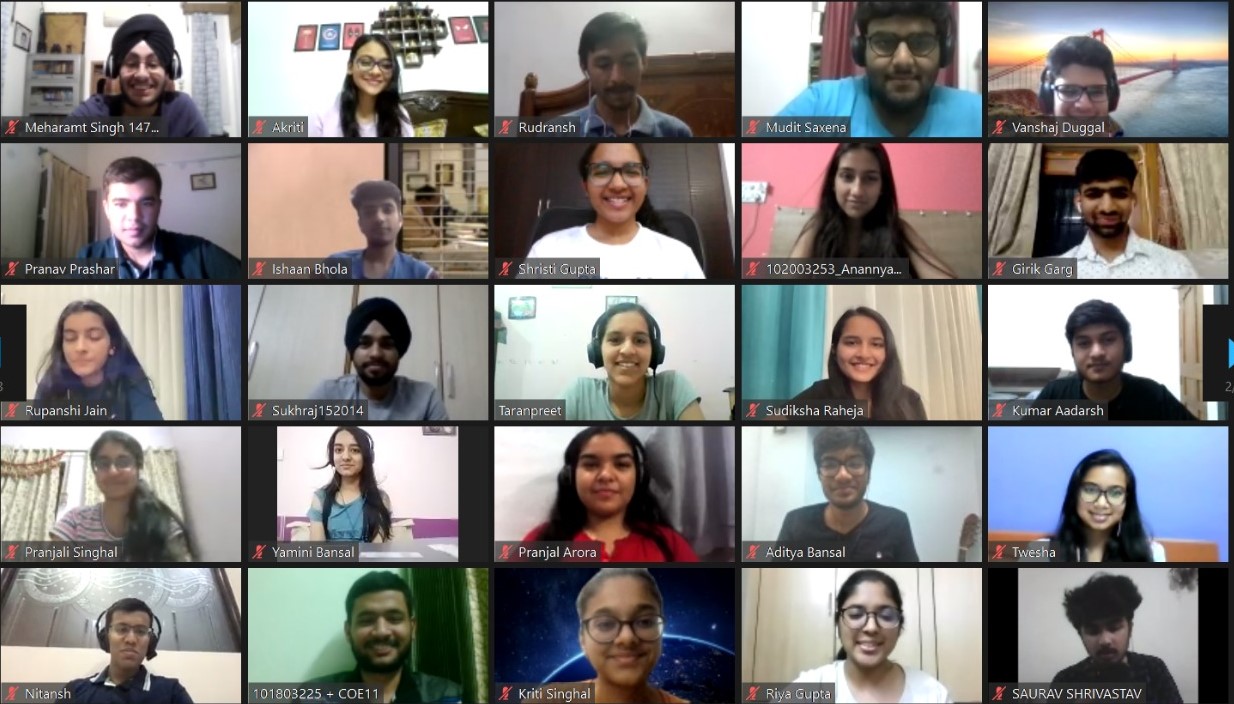 Meharamt Singh 147...
Akriti
Rudransh
Mudit Saxena
Vanshaj Duggal
Pranav Prashar
Ishaan Bhola
Shristi Gupta
102003253_Anannya...
Girik Garg
Rupanshi Jain
Sukhraj152014
Taranpreet
Sudiksha Raheja
Kumar Aadarsh
Pranjali Singhal
Yamini Bansal
Pranjal Arora
Aditya Bansal
Twesha
Nitansh
101803225 + COE11
Kriti Singhal
Riya Gupta
SAURAV SHRIVASTAV